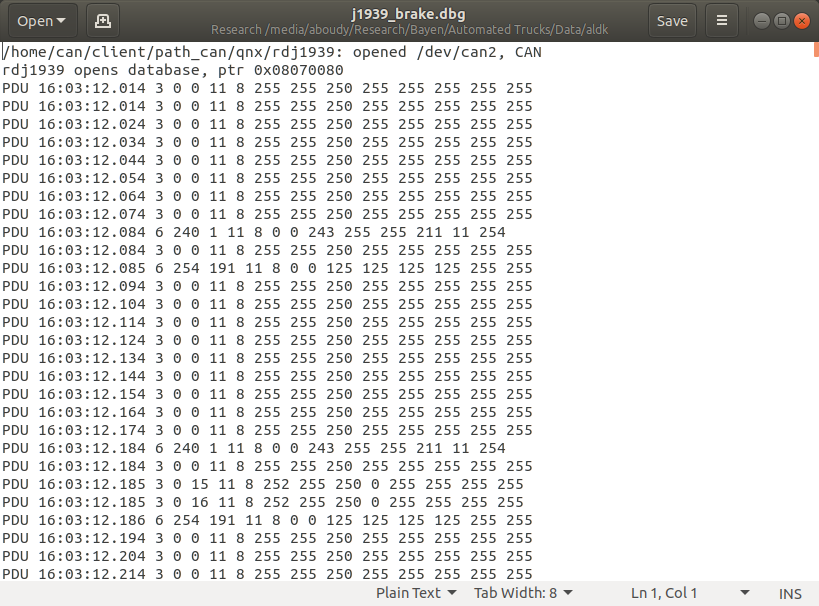 Open
j1939_brake.dbg
Research /media/aboudy/Research/Bayen/Automated Trucks/Data/aldk
Save
/home/can/client/path_can/qnx/rdj1939: opened /dev/can2, CAN
rdj1939 opens database, ptr 0x08070080
PDU 16:03:12.014 3 0 0 11 8 255 255 250 255 255 255 255 255
PDU 16:03:12.014 3 0 0 11 8 255 255 250 255 255 255 255 255
PDU 16:03:12.024 3 0 0 11 8 255 255 250 255 255 255 255 255
PDU 16:03:12.034 3 0 0 11 8 255 255 250 255 255 255 255 255
PDU 16:03:12.044 3 0 0 11 8 255 255 250 255 255 255 255 255
PDU 16:03:12.054 3 0 0 11 8 255 255 250 255 255 255 255 255
PDU 16:03:12.064 3 0 0 11 8 255 255 250 255 255 255 255 255
PDU 16:03:12.074 3 0 0 11 8 255 255 250 255 255 255 255 255
PDU 16:03:12.084 6 240 1 11 8 0 0 243 255 255 211 11 254
PDU 16:03:12.084 3 0 0 11 8 255 255 250 255 255 255 255 255
PDU 16:03:12.085 6 254 191 11 8 0 0 125 125 125 125 255 255
PDU 16:03:12.094 3 0 0 11 8 255 255 250 255 255 255 255 255
PDU 16:03:12.104 3 0 0 11 8 255 255 250 255 255 255 255 255
PDU 16:03:12.114 3 0 0 11 8 255 255 250 255 255 255 255 255
PDU 16:03:12.124 3 0 0 11 8 255 255 250 255 255 255 255 255
PDU 16:03:12.134 3 0 0 11 8 255 255 250 255 255 255 255 255
PDU 16:03:12.144 3 0 0 11 8 255 255 250 255 255 255 255 255
PDU 16:03:12.154 3 0 0 11 8 255 255 250 255 255 255 255 255
PDU 16:03:12.164 3 0 0 11 8 255 255 250 255 255 255 255 255
PDU 16:03:12.174 3 0 0 11 8 255 255 250 255 255 255 255 255
PDU 16:03:12.184 6 240 1 11 8 0 0 243 255 255 211 11 254
PDU 16:03:12.184 3 0 0 11 8 255 255 250 255 255 255 255 255
PDU 16:03:12.185 3 0 15 11 8 252 255 250 0 255 255 255 255
PDU 16:03:12.185 3 0 16 11 8 252 255 250 0 255 255 255 255
PDU 16:03:12.186 6 254 191 11 8 0 0 125 125 125 125 255 255
PDU 16:03:12.194 3 0 0 11 8 255 255 250 255 255 255 255 255
PDU 16:03:12.204 3 0 0 11 8 255 255 250 255 255 255 255 255
PDU 16:03:12.214 3 0 0 11 8 255 255 250 255 255 255 255 255
Plain Text Tab Width: 8 Ln 1, Col 1 INS